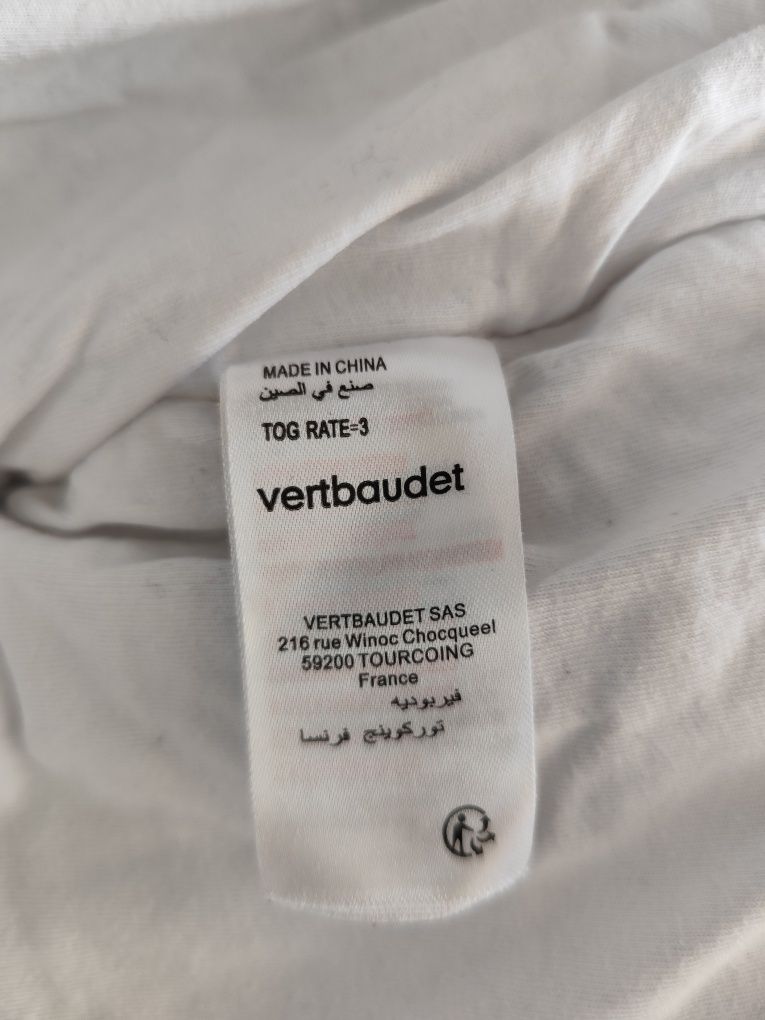 MADE IN CHINA
صنع في الصين
TOG RATE=3
vertbaudet
VERTBAUDET SAS
216 rue Winoc Chocqueel
59200 TOURCOING
France
فيربوديه
توركوينج فرنسا